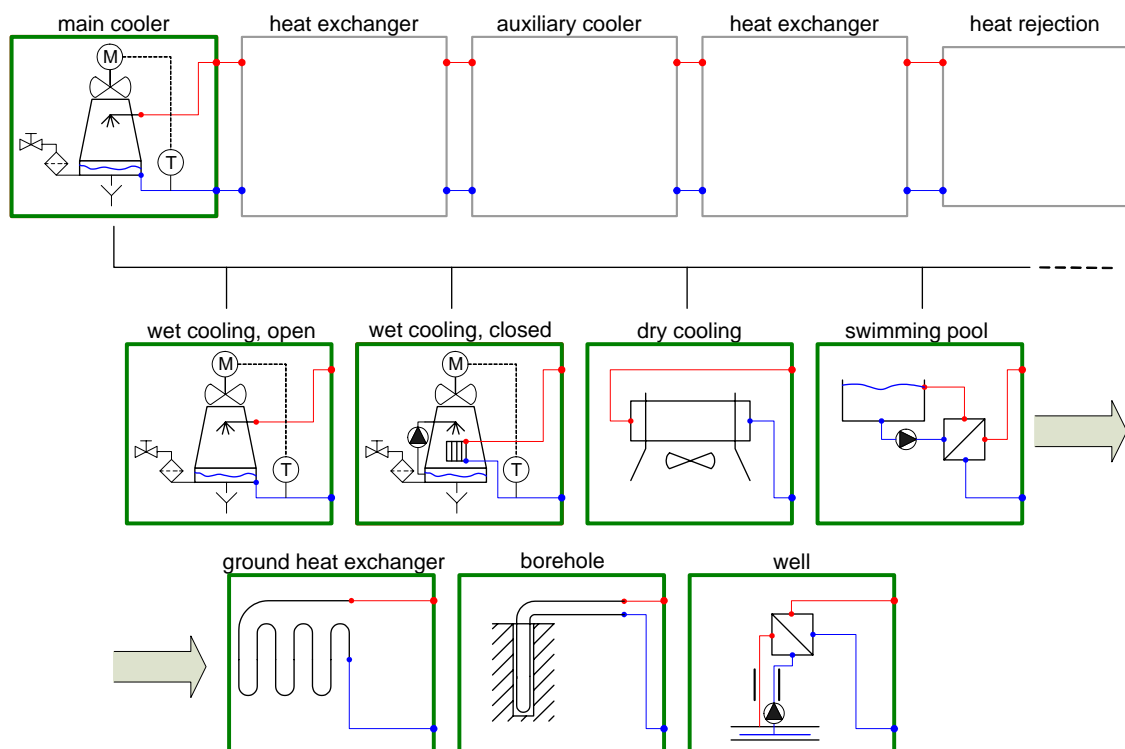 main cooler
heat exchanger
auxiliary cooler
heat exchanger
heat rejection
M
T
wet cooling, open
wet cooling, closed
dry cooling
swimming pool
M
T
M
T
ground heat exchanger
borehole
well